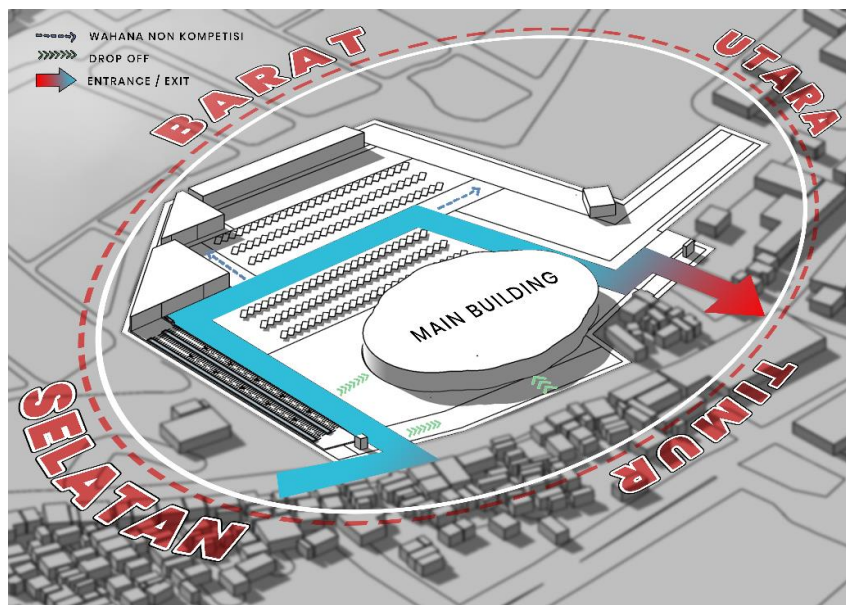 WAHANA NON KOMPETISI
DROP OFF
ENTRANCE / EXIT
BARAT
UTARA
MAIN BUILDING
SELATAN
TIMUR